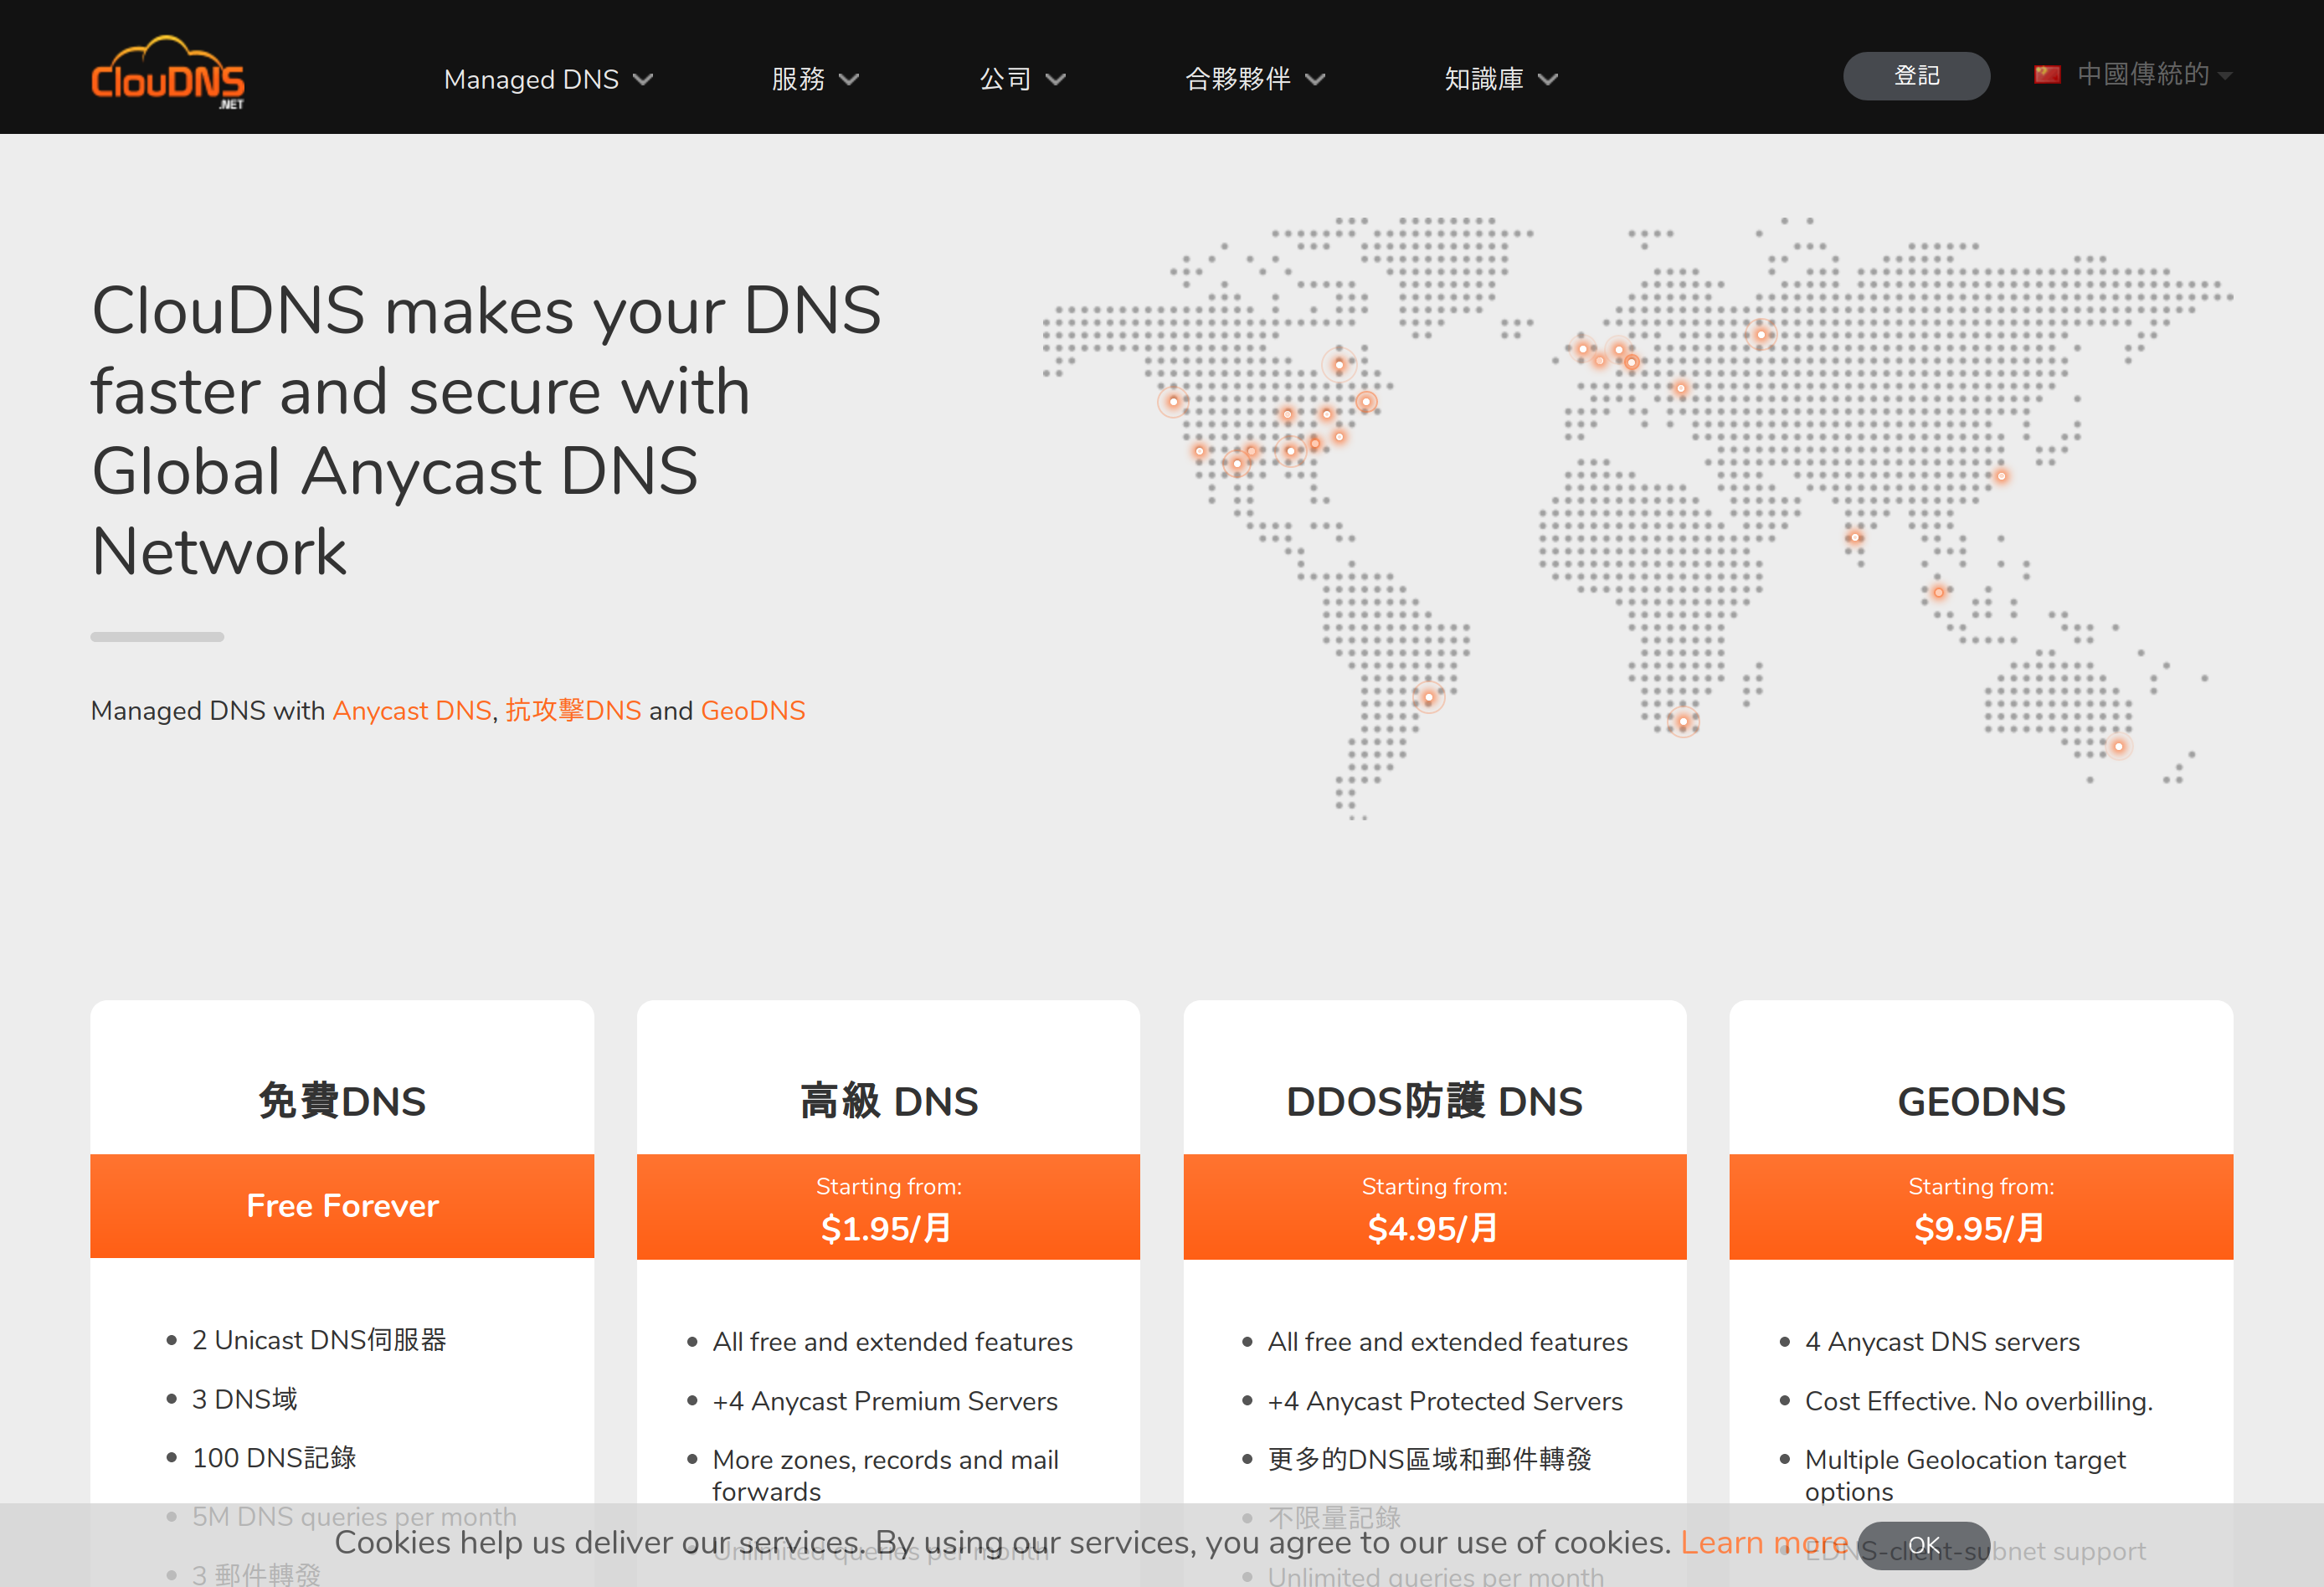 ClouDNS
.NET
Managed DNS
服務
公司
合夥夥伴
知識庫
登記
中國傳統的
ClouDNS makes your DNS
faster and secure with
Global Anycast DNS
Network
Managed DNS with Anycast DNS, 抗攻擊DNS and GeoDNS
免費DNS
Free Forever
2 Unicast DNS伺服器
3 DNS域
100 DNS記錄
5M DNS queries per month
3 郵件轉發
高級 DNS
Starting from:
$1.95/月
All free and extended features
+4 Anycast Premium Servers
More zones, records and mail
forwards
Unlimited queries per month
DDOS防護 DNS
Starting from:
$4.95/月
All free and extended features
+4 Anycast Protected Servers
更多的DNS區域和郵件轉發
不限量記錄
Unlimited queries per month
GEODNS
Starting from:
$9.95/月
4 Anycast DNS servers
Cost Effective. No overbilling.
Multiple Geolocation target
options
EDNS-client-subnet support
Cookies help us deliver our services. By using our services, you agree to our use of cookies. Learn more
OK